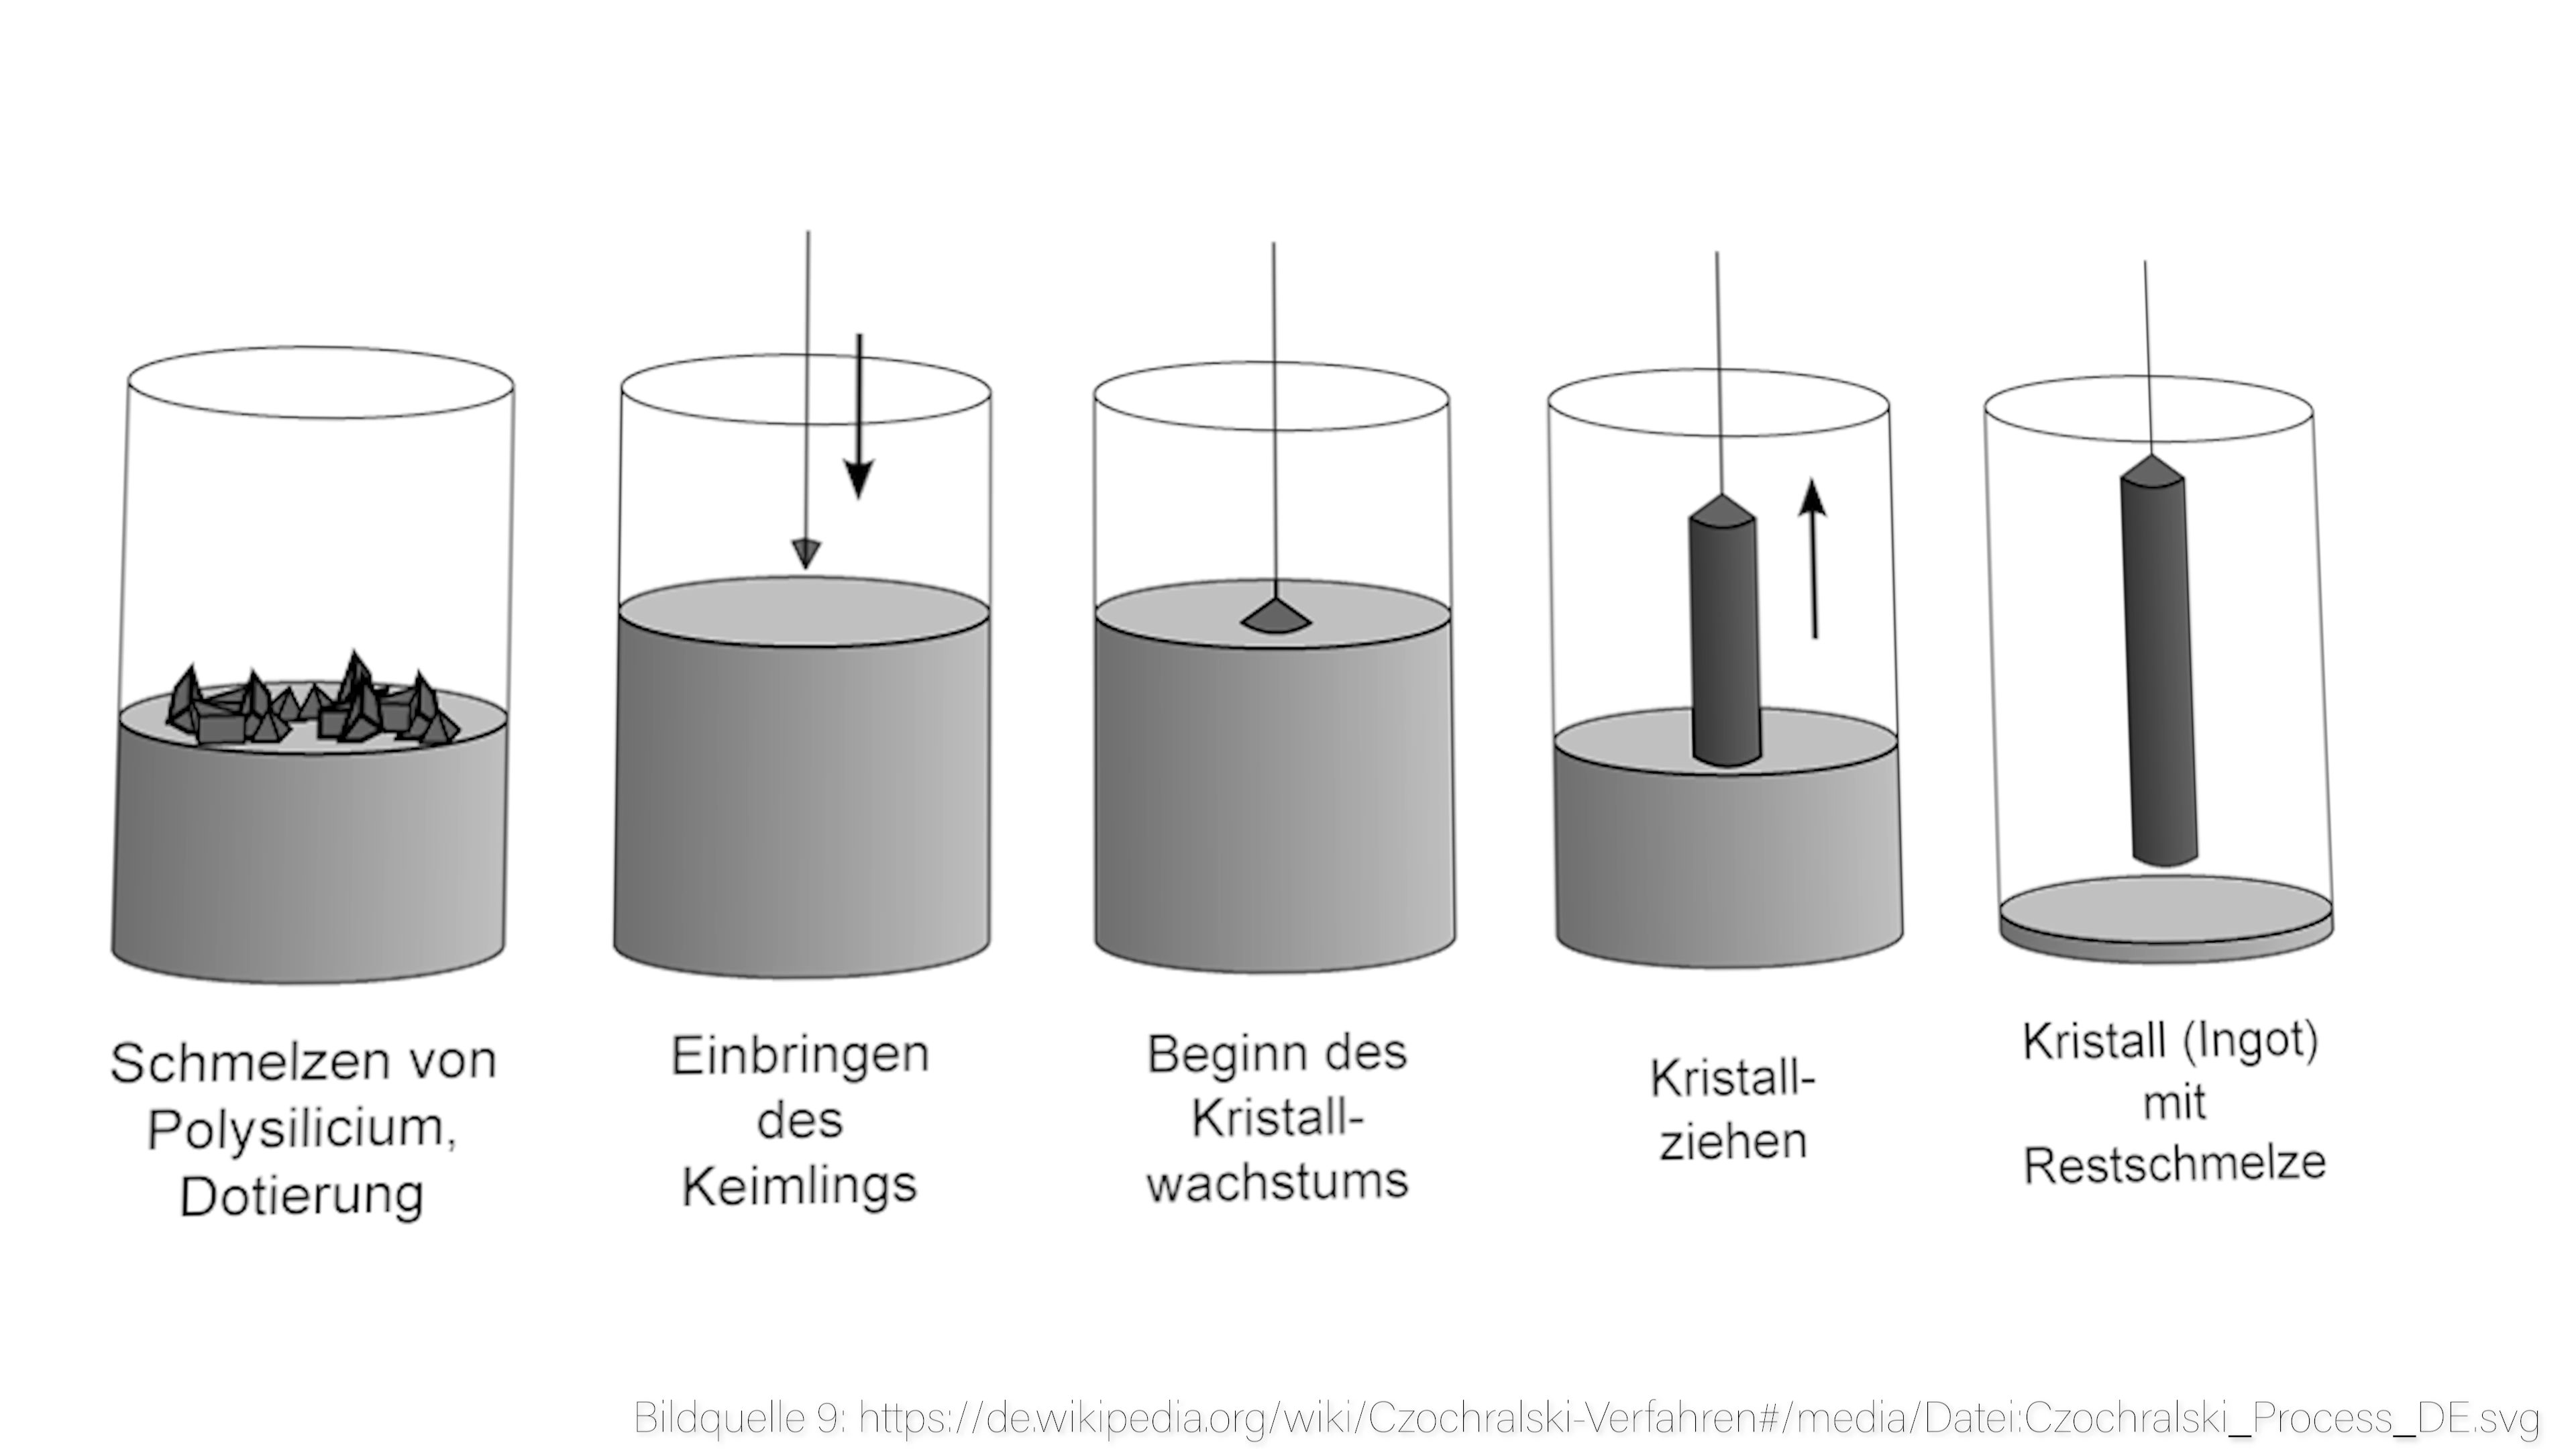 Schmelzen von
Polysilicium,
Dotierung
Einbringen
des
Keimlings
Beginn des
Kristall-
wachstums
Kristall-
ziehen
Kristall (Ingot)
mit
Restschmelze
Bildquelle 9: https://de.wikipedia.org/wiki/Czochralski-Verfahren#/media/Datei:Czochralski_Process_DE.svg